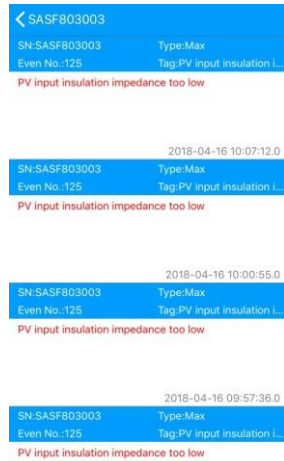 SASF803003
SN:SASF803003 Type:Max
Even No.:125 Tag:PV input insulation i...
PV input insulation impedance too low
2018-04-16 10:07:12.0
SN:SASF803003 Type:Max
Even No.:125 Tag:PV input insulation i...
PV input insulation impedance too low
2018-04-16 10:00:55.0
SN:SASF803003 Type:Max
Even No.:125 Tag:PV input insulation i...
PV input insulation impedance too low
2018-04-16 09:57:36.0
SN:SASF803003 Type:Max
Even No.:125 Tag:PV input insulation i...
PV input insulation impedance too low